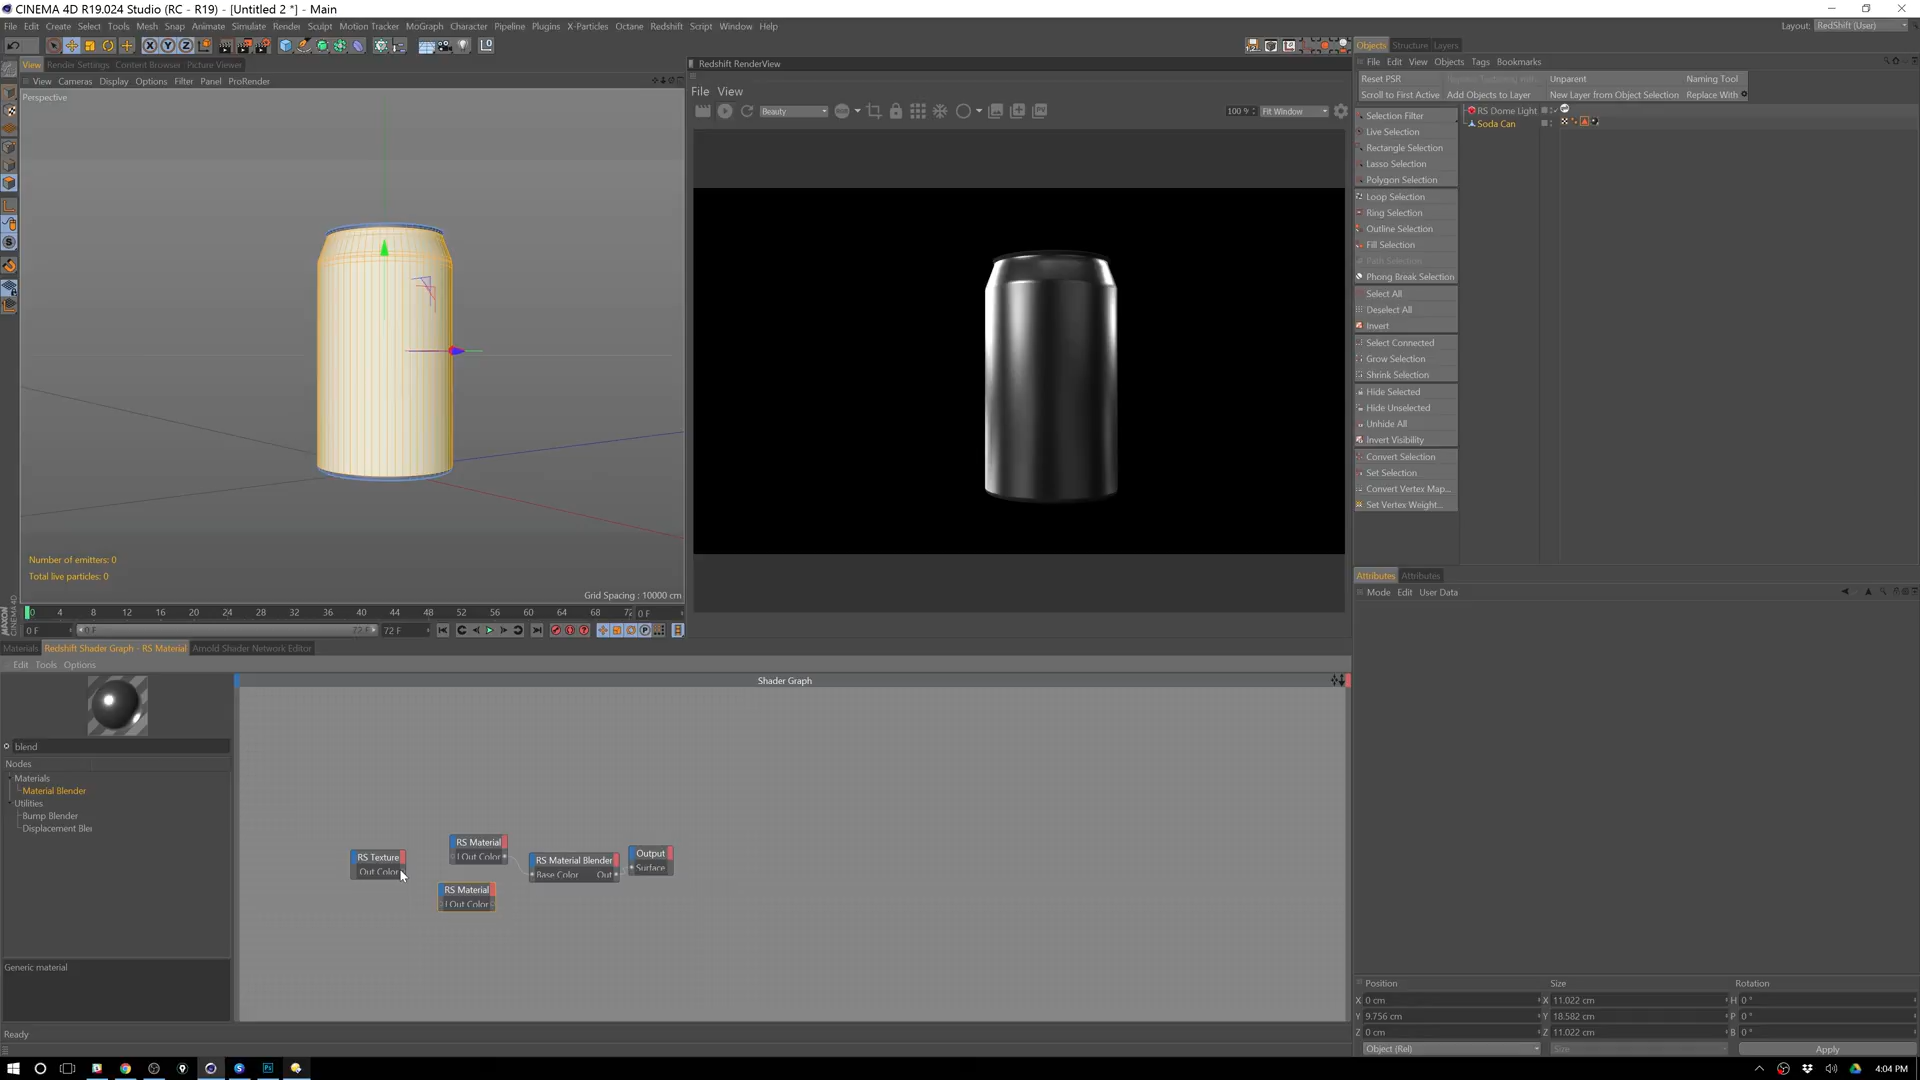 CINEMA 4D R19.024 Studio (RC - R19) - [Untitled 2 *] - Main
File Edit Create Select Tools Mesh Snap Animate Simulate Render Sculpt Motion Tracker MoGraph Character Pipeline Plugins X-Particles Octane Redshift Script Window Help
Layout: RedShift (User)
View Render Settings Content Browser Picture Viewer
View Cameras Display Options Filter Panel ProRender
Perspective
Number of emitters: 0
Total live particles: 0
Grid Spacing : 10000 cm
Redshift RenderView
File View
Beauty
100 %
Fit Window
Objects Structure Layers
File Edit View Objects Tags Bookmarks
Reset PSR
Unparent
Naming Tool
Scroll to First Active
Add Objects to Layer
New Layer from Object Selection
Replace With
Selection Filter
Live Selection
Rectangle Selection
Lasso Selection
Polygon Selection
Loop Selection
Ring Selection
Outline Selection
Fill Selection
Path Selection
Phong Break Selection
Select All
Deselect All
Invert
Select Connected
Grow Selection
Shrink Selection
Hide Selected
Hide Unselected
Unhide All
Invert Visibility
Convert Selection
Set Selection
Convert Vertex Map...
Set Vertex Weight...
RS Dome Light
Soda Can
0 4 8 12 16 20 24 28 32 36 40 44 48 52 56 60 64 68 72 0 F
0 F
0 F
72 F
72 F
MAXON
CINEMA 4D
Materials Redshift Shader Graph - RS Material Arnold Shader Network Editor
Edit Tools Options
blend
Nodes
Materials
Material Blender
Utilities
Bump Blender
Displacement Blei
Generic material
Shader Graph
RS Texture
Out Color
RS Material
Out Color
RS Material
Out Color
RS Material Blender
Base Color Out
Output
Surface
Attributes Attributes
Mode Edit User Data
Position Size Rotation
X 0 cm X 11.022 cm H 0 °
Y 9.756 cm Y 18.582 cm P 0 °
Z 0 cm Z 11.022 cm B 0 °
Object (Rel) Size Apply
Ready
4:04 PM